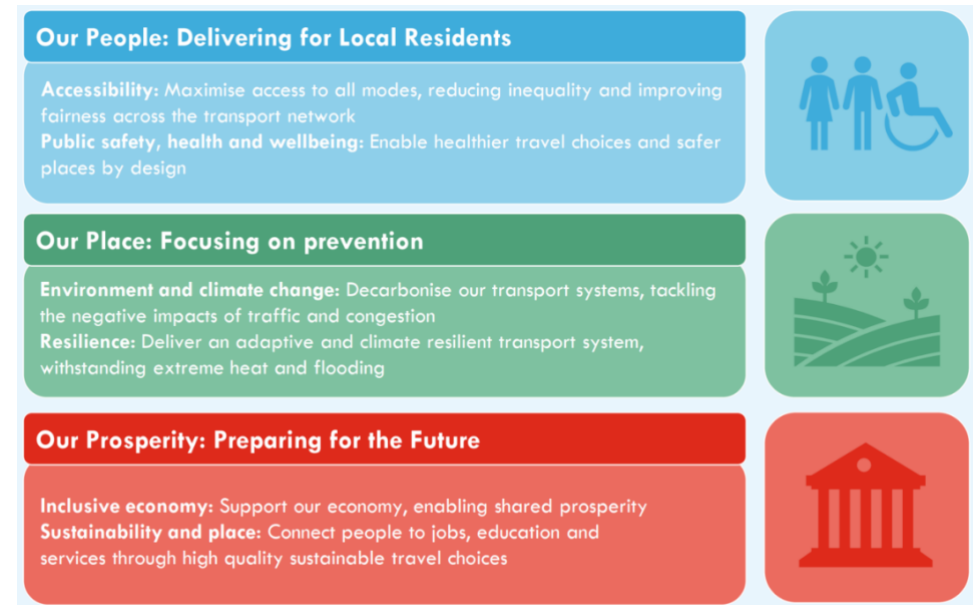 Our People: Delivering for Local Residents
Accessibility: Maximise access to all modes, reducing inequality and improving
fairness across the transport network
Public safety, health and wellbeing: Enable healthier travel choices and safer
places by design
Our Place: Focusing on prevention
Environment and climate change: Decarbonise our transport systems, tackling
the negative impacts of traffic and congestion
Resilience: Deliver an adaptive and climate resilient transport system,
withstanding extreme heat and flooding
Our Prosperity: Preparing for the Future
Inclusive economy: Support our economy, enabling shared prosperity
Sustainability and place: Connect people to jobs, education and
services through high quality sustainable travel choices